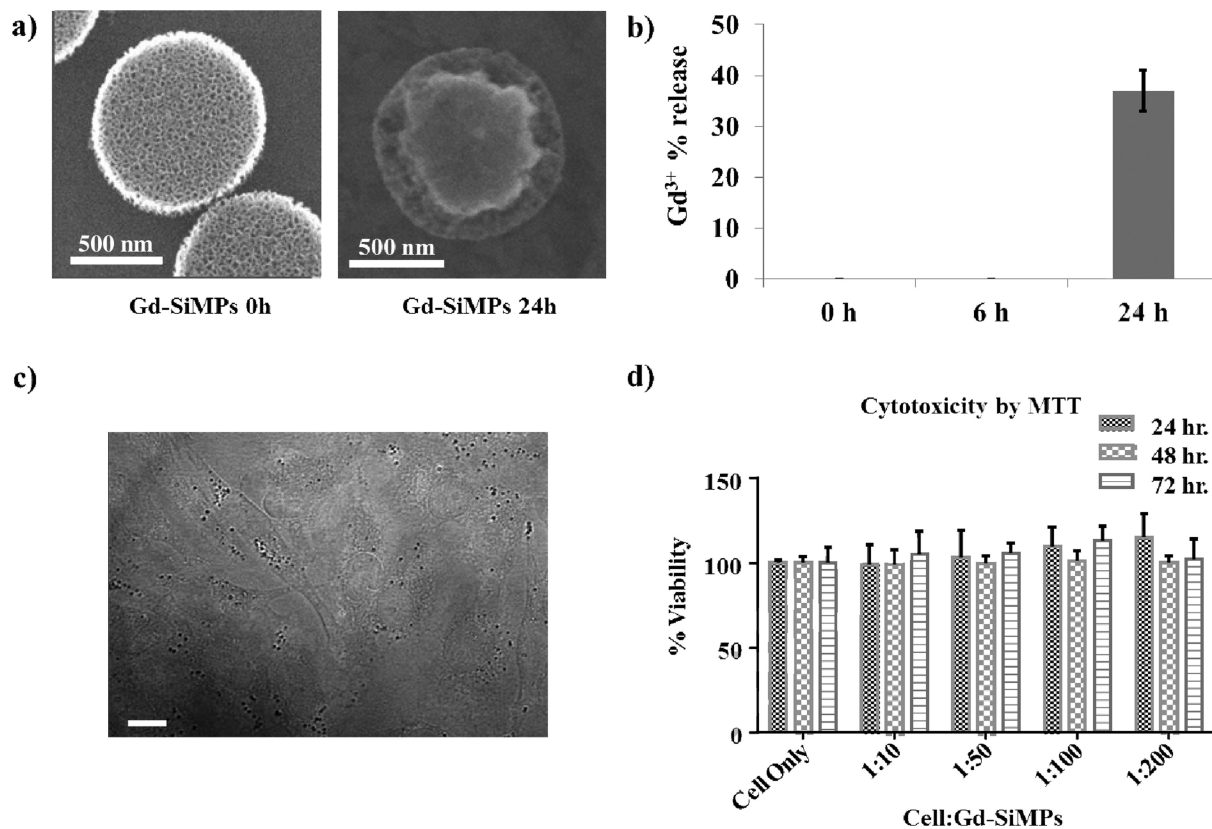 a)
500 nm
500 nm
Gd-SiMPs 0h
Gd-SiMPs 24h
b)
Gd³⁺ % release
50
40
30
20
10
0
0 h
6 h
24 h
c)
d)
Cytotoxicity by MTT
24 hr.
48 hr.
72 hr.
% Viability
150
100
50
0
Cell Only
1:10
1:50
1:100
1:200
Cell:Gd-SiMPs